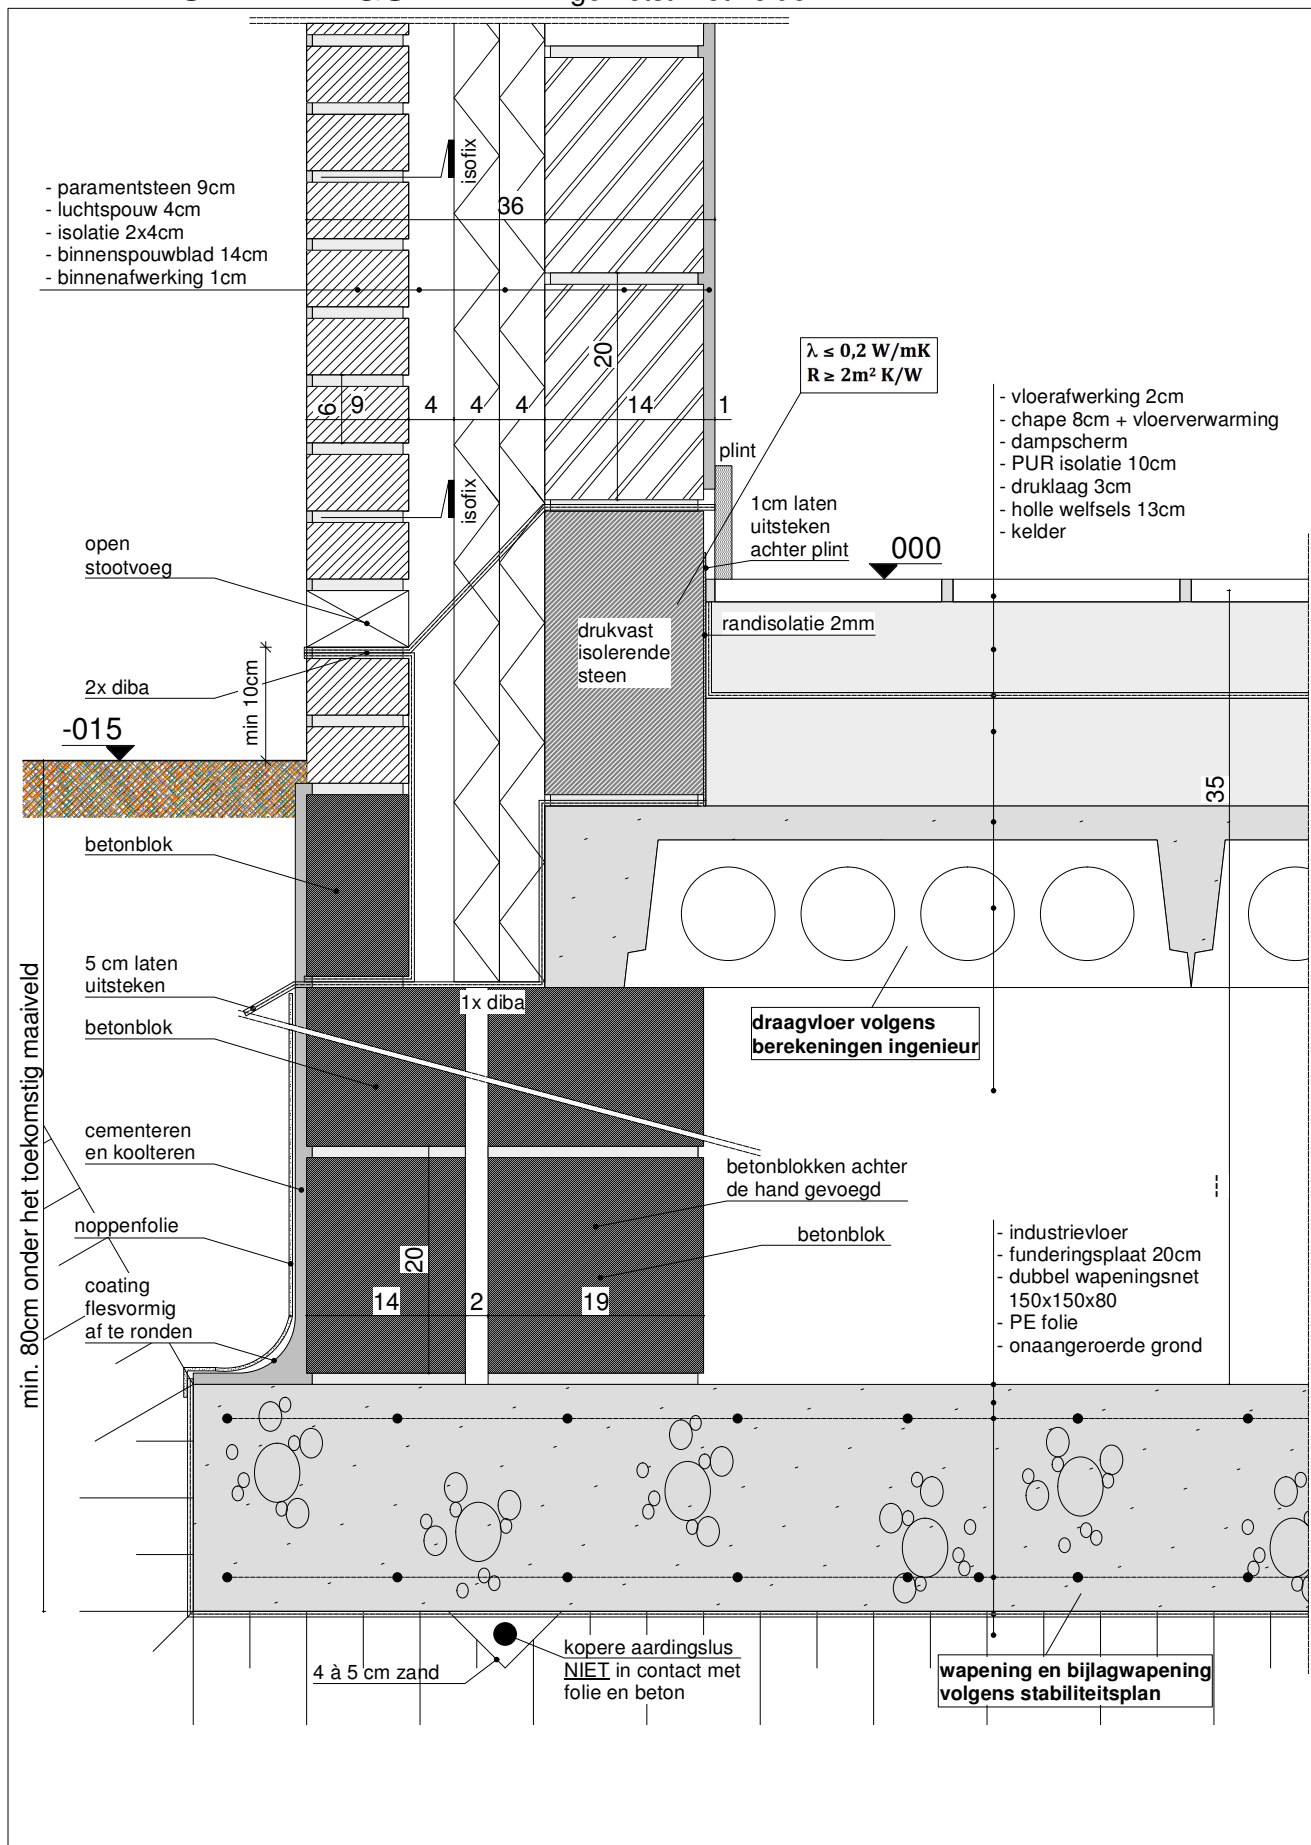 - paramentsteen 9cm
- luchtspouw 4cm
- isolatie 2x4cm
- binnenspouwblad 14cm
- binnenafwerking 1cm
isofix
36
20
λ ≤ 0,2 W/mK
R ≥ 2m² K/W
6
9
4
4
4
14
1
- vloerafwerking 2cm
- chape 8cm + vloerverwarming
- dampscherm
- PUR isolatie 10cm
- druklaag 3cm
- holle welfsels 13cm
- kelder
plint
isofix
1cm laten
uitsteken
achter plint
open
stootvoeg
000
drukvast
isolerende
steen
randisolatie 2mm
2x diba
min 10cm
-015
35
betonblok
5 cm laten
uitsteken
1x diba
betonblok
draagvloer volgens
berekeningen ingenieur
min. 80cm onder het toekomstig maaiveld
cementeren
en koolteren
betonblokken achter
de hand gevoegd
noppenfolie
betonblok
20
coating
flesvormig
af te ronden
14
2
19
- industrievloer
- funderingsplaat 20cm
- dubbel wapeningsnet
150x150x80
- PE folie
- onaangeroerde grond
4 à 5 cm zand
kopere aardingslus
NIET in contact met
folie en beton
wapening en bijlagwapening
volgens stabiliteitsplan